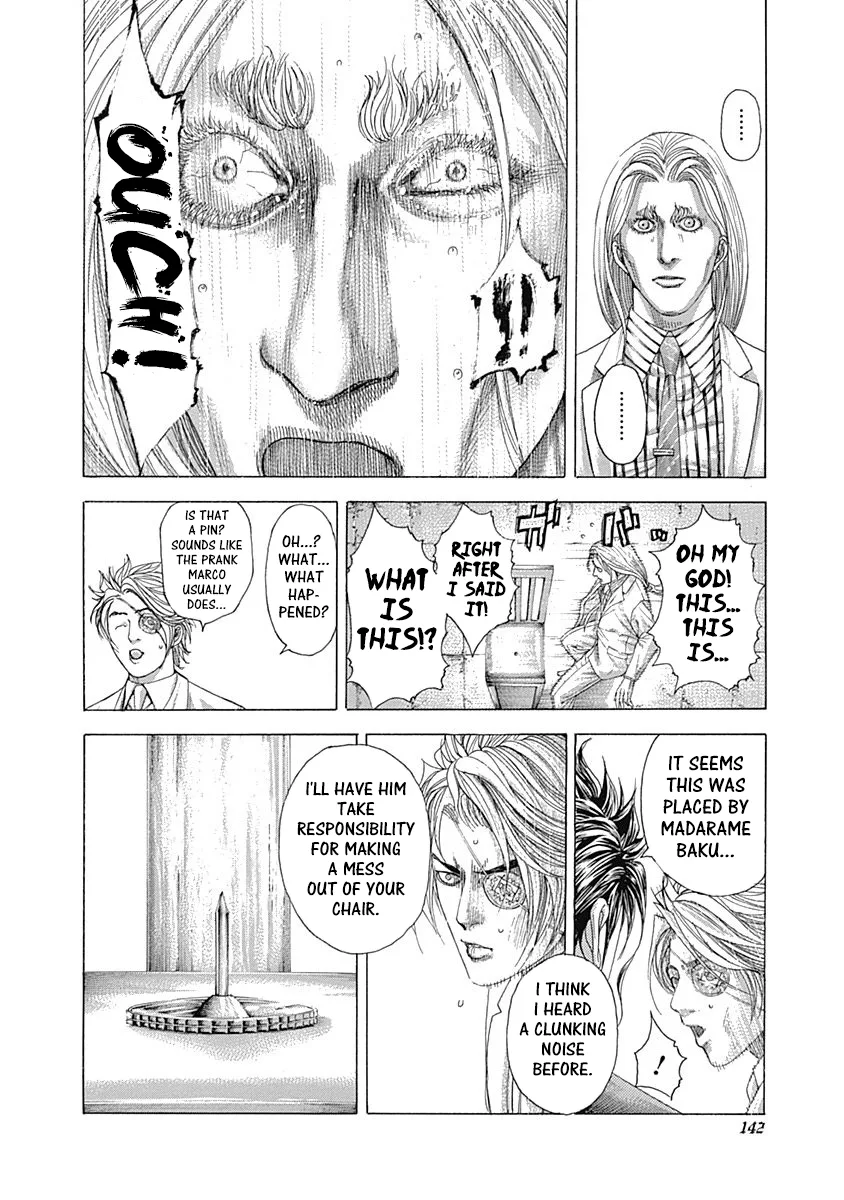 ……
……
!!
OUCH!
OH MY
GOD!
THIS...
THIS
IS...
ガ
ガ
RIGHT
AFTER
I SAID
IT!
WHAT
IS
THIS!?
OH...?
WHAT...
WHAT
HAP-
PENED?
IS THAT
A PIN?
SOUNDS LIKE
THE PRANK
MARCO
USUALLY
DOES...
IT SEEMS
THIS WAS
PLACED BY
MADARAME
BAKU...
!
I THINK
I HEARD
A CLUNKING
NOISE
BEFORE.
I'LL HAVE HIM
TAKE
RESPONSIBILITY
FOR MAKING
A MESS
OUT OF YOUR
CHAIR.
142